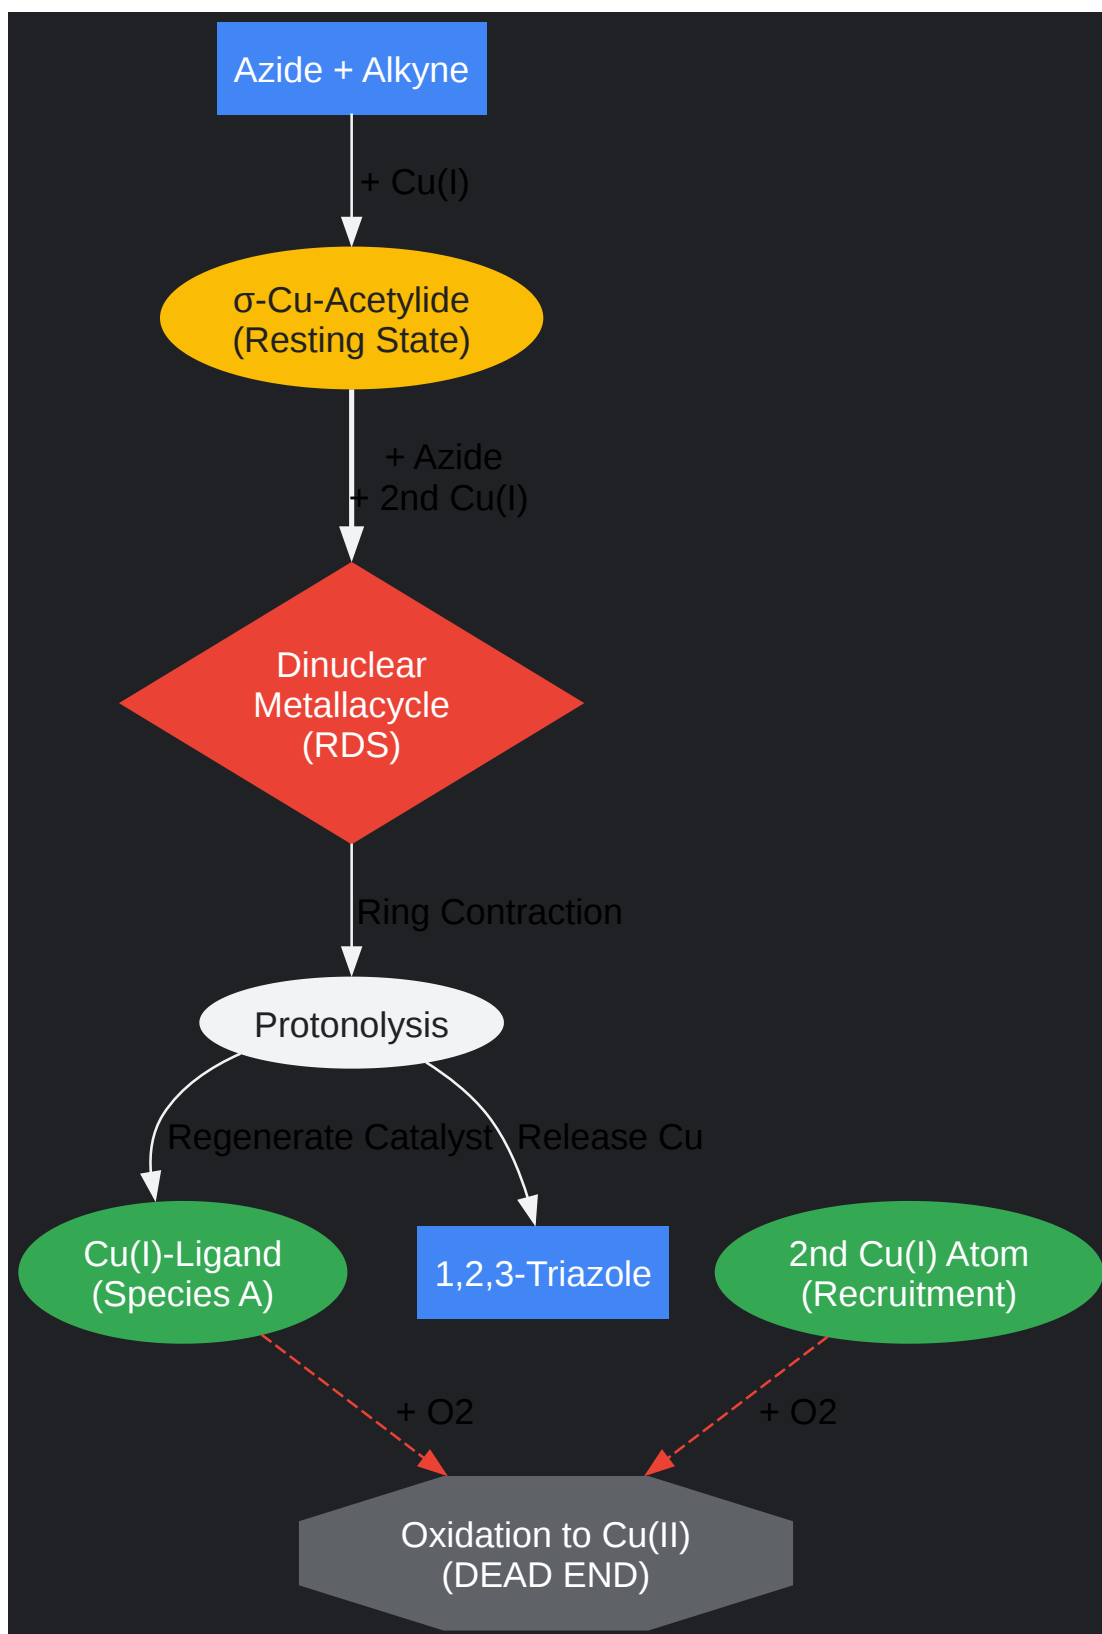 Azide + Alkyne
+ Cu(I)
σ-Cu-Acetylide
(Resting State)
+ Azide
+ 2nd Cu(I)
Dinuclear
Metallacycle
(RDS)
Ring Contraction
Protonolysis
Regenerate Catalyst
Release Cu
Cu(I)-Ligand
(Species A)
1,2,3-Triazole
2nd Cu(I) Atom
(Recruitment)
+ O2
+ O2
Oxidation to Cu(II)
(DEAD END)